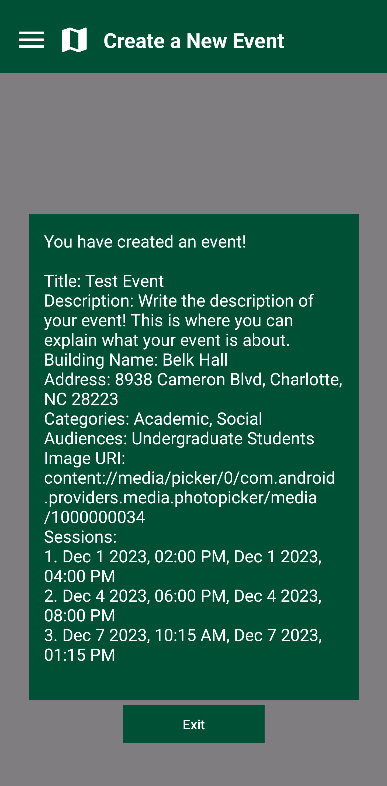 Create a New Event
You have created an event!
Title: Test Event
Description: Write the description of
your event! This is where you can
explain what your event is about.
Building Name: Belk Hall
Address: 8938 Cameron Blvd, Charlotte,
NC 28223
Categories: Academic, Social
Audiences: Undergraduate Students
Image URI:
content://media/picker/0/com.android
.providers.media.photopicker/media
/1000000034
Sessions:
1. Dec 1 2023, 02:00 PM, Dec 1 2023,
04:00 PM
2. Dec 4 2023, 06:00 PM, Dec 4 2023,
08:00 PM
3. Dec 7 2023, 10:15 AM, Dec 7 2023,
01:15 PM
Exit